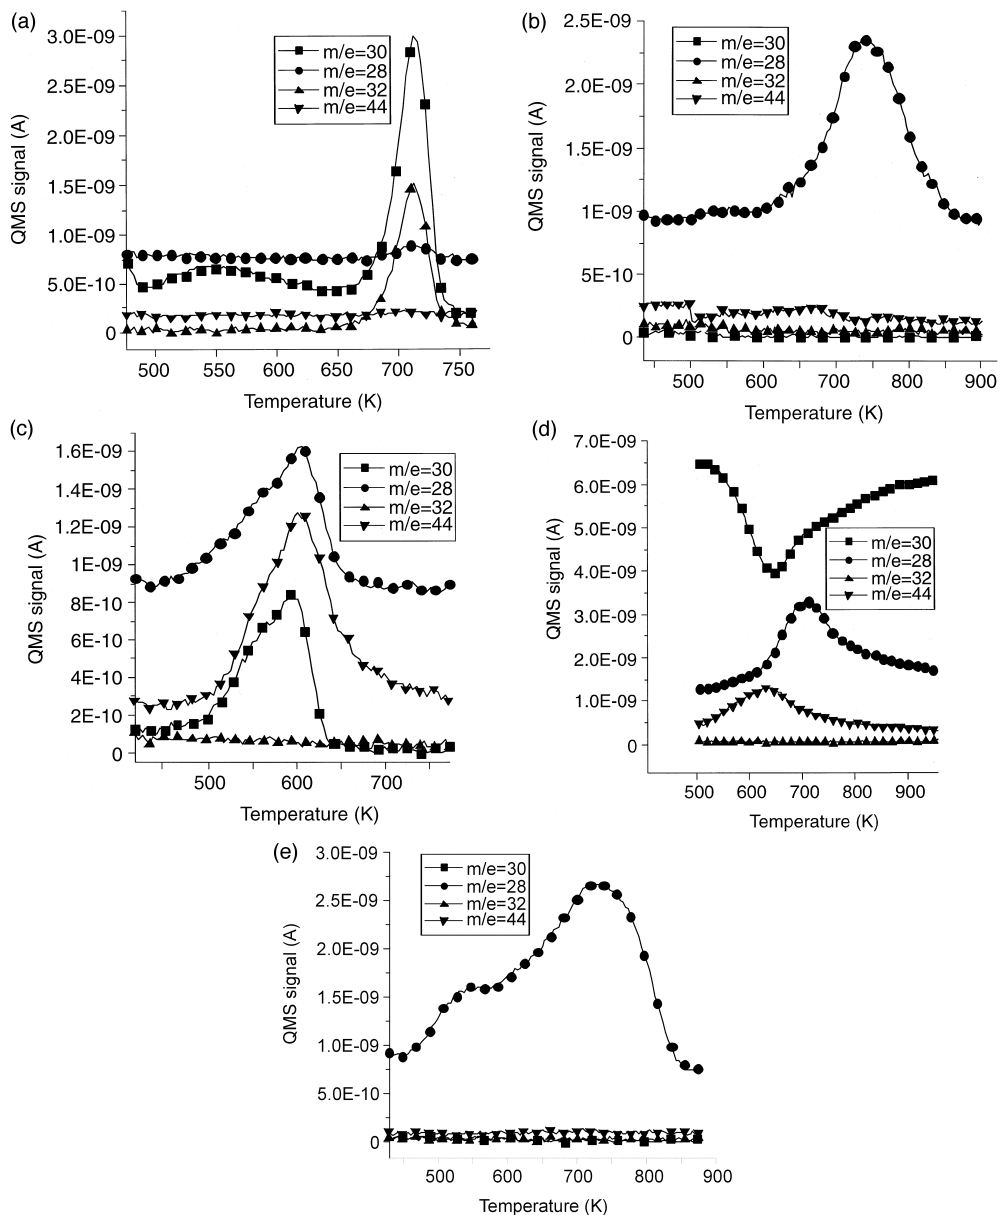 (a)
3.0E-09
2.5E-09
2.0E-09
1.5E-09
1.0E-09
5.0E-10
0
QMS signal (A)
m/e=30
m/e=28
m/e=32
m/e=44
500 550 600 650 700 750
Temperature (K)
(b)
2.5E-09
2.0E-09
1.5E-09
1E-09
5E-10
0
QMS signal (A)
m/e=30
m/e=28
m/e=32
m/e=44
500 600 700 800 900
Temperature (K)
(c)
1.6E-09
1.4E-09
1.2E-09
1E-09
8E-10
6E-10
4E-10
2E-10
0
QMS signal (A)
m/e=30
m/e=28
m/e=32
m/e=44
500 600 700
Temperature (K)
(d)
7.0E-09
6.0E-09
5.0E-09
4.0E-09
3.0E-09
2.0E-09
1.0E-09
0
QMS signal (A)
m/e=30
m/e=28
m/e=32
m/e=44
500 600 700 800 900
Temperature (K)
(e)
3.0E-09
2.5E-09
2.0E-09
1.5E-09
1.0E-09
5.0E-10
0
QMS signal (A)
m/e=30
m/e=28
m/e=32
m/e=44
500 600 700 800 900
Temperature (K)